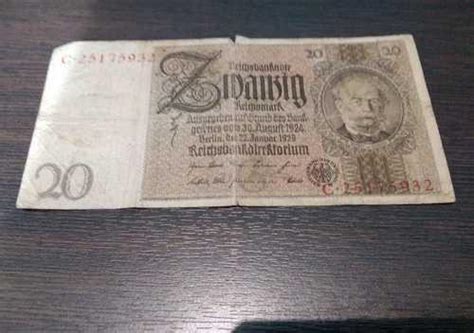 C·25175932
20
20
Reichsbanknote
Zwanzig
Reichsmark
Ausgegeben auf Grund des Bank
gesetzes vom 30. August 1924
Berlin, den 22. Januar 1929
Reichsbankdirektorium
C·25175932
20